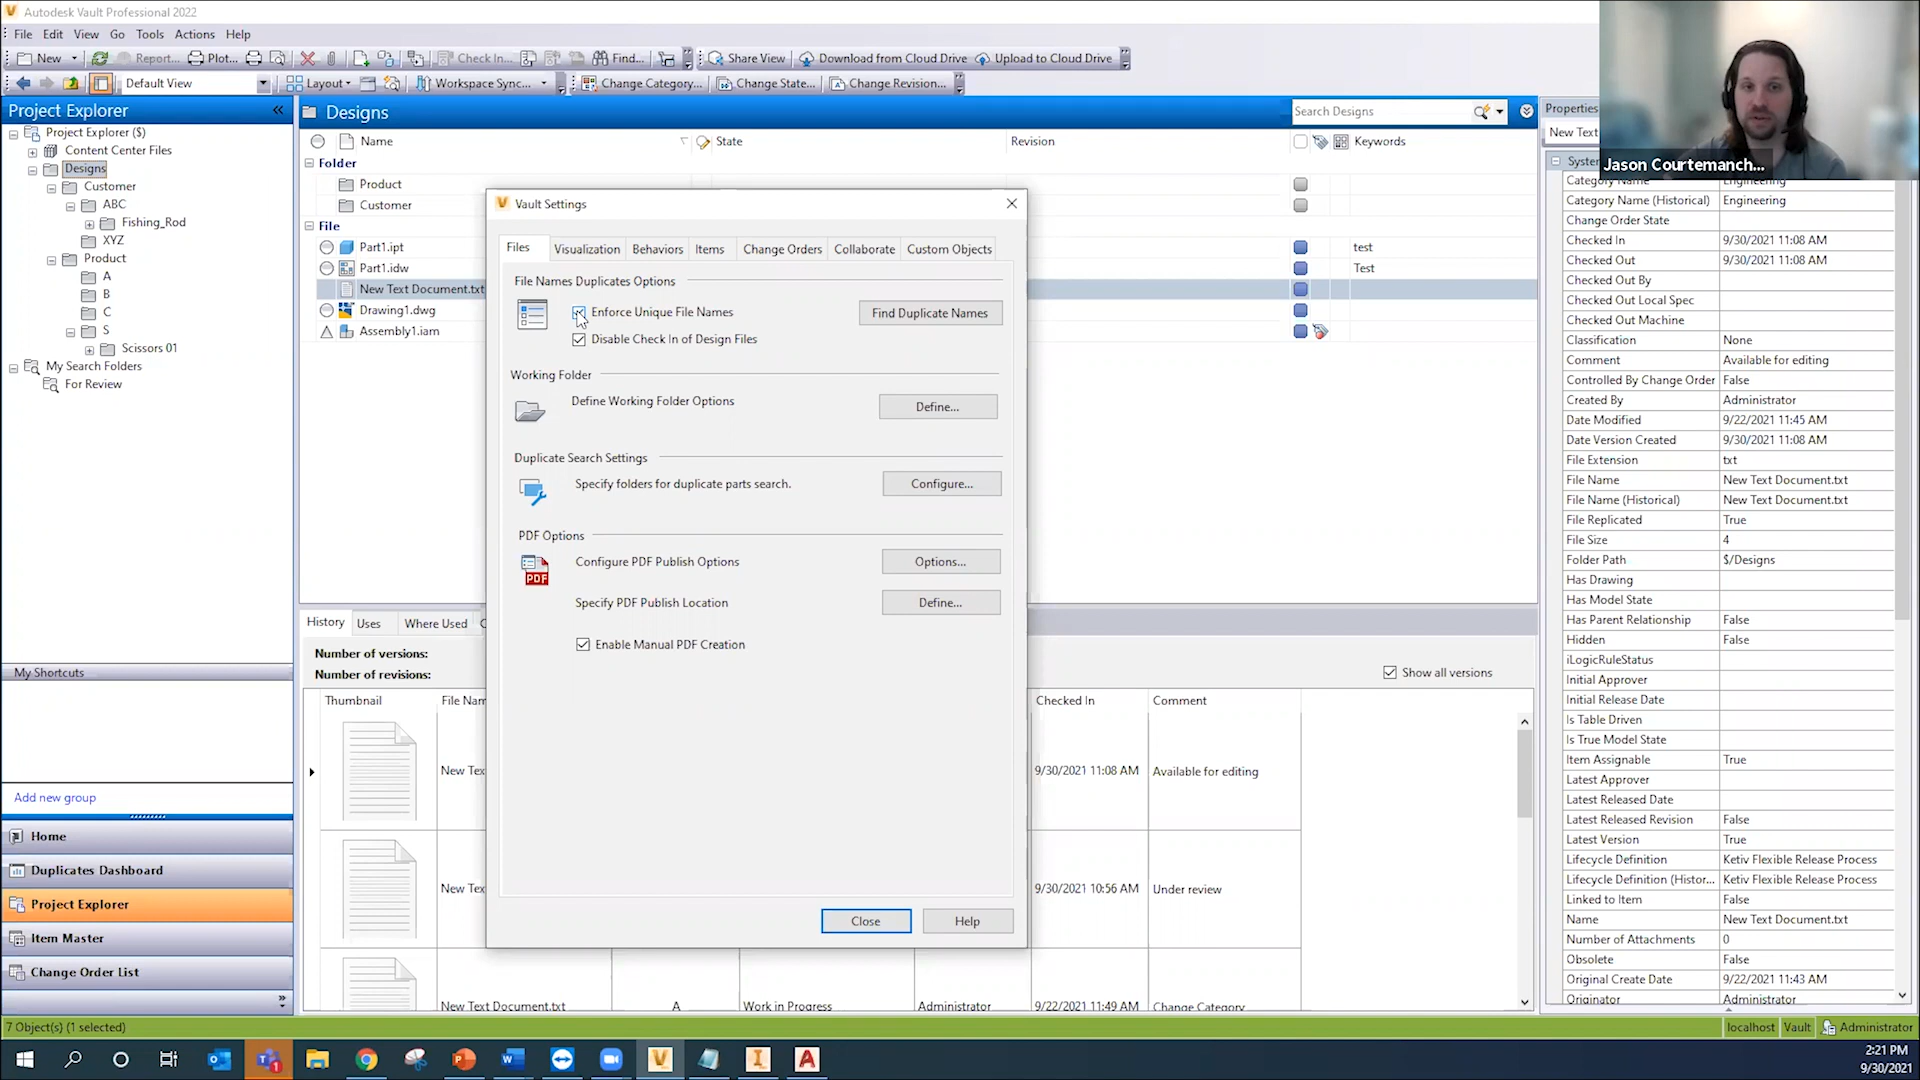 Autodesk Vault Professional 2022
File Edit View Go Tools Actions Help
New Report... Plot... Check In... Find... Share View Download from Cloud Drive Upload to Cloud Drive
Default View Layout Workspace Sync... Change Category... Change State... Change Revision...
Project Explorer
Project Explorer ($)
Content Center Files
Designs
Customer
ABC
Fishing_Rod
XYZ
Product
A
B
C
S
Scissors 01
My Search Folders
For Review
My Shortcuts
Add new group
Home
Duplicates Dashboard
Project Explorer
Item Master
Change Order List
7 Object(s) (1 selected)
Designs
Search Designs
Name State Revision Keywords
Folder
Product
Customer
File
Part1.ipt test
Part1.idw Test
New Text Document.txt
Drawing1.dwg
Assembly1.iam
Vault Settings
Files Visualization Behaviors Items Change Orders Collaborate Custom Objects
File Names Duplicates Options
Enforce Unique File Names Find Duplicate Names
Disable Check In of Design Files
Working Folder
Define Working Folder Options Define...
Duplicate Search Settings
Specify folders for duplicate parts search. Configure...
PDF Options
PDF
Configure PDF Publish Options Options...
Specify PDF Publish Location Define...
Enable Manual PDF Creation
Close Help
History Uses Where Used
Number of versions:
Number of revisions:
Show all versions
Thumbnail File Nam Checked In Comment
New Tex 9/30/2021 11:08 AM Available for editing
New Tex 9/30/2021 10:56 AM Under review
New Text Document.txt A Work in Progress Administrator 9/22/2021 11:49 AM Change Category
Jason Courtemanch...
Properties
New Text
Syste
Category Name Engineering
Category Name (Historical) Engineering
Change Order State
Checked In 9/30/2021 11:08 AM
Checked Out 9/30/2021 11:08 AM
Checked Out By
Checked Out Local Spec
Checked Out Machine
Classification None
Comment Available for editing
Controlled By Change Order False
Created By Administrator
Date Modified 9/22/2021 11:45 AM
Date Version Created 9/30/2021 11:08 AM
File Extension txt
File Name New Text Document.txt
File Name (Historical) New Text Document.txt
File Replicated True
File Size 4
Folder Path $/Designs
Has Drawing
Has Model State
Has Parent Relationship False
Hidden False
iLogicRuleStatus
Initial Approver
Initial Release Date
Is Table Driven
Is True Model State
Item Assignable True
Latest Approver
Latest Released Date
Latest Released Revision False
Latest Version True
Lifecycle Definition Ketiv Flexible Release Process
Lifecycle Definition (Histor... Ketiv Flexible Release Process
Linked to Item False
Name New Text Document.txt
Number of Attachments 0
Obsolete False
Original Create Date 9/22/2021 11:43 AM
Originator Administrator
localhost Vault Administrator
2:21 PM
9/30/2021